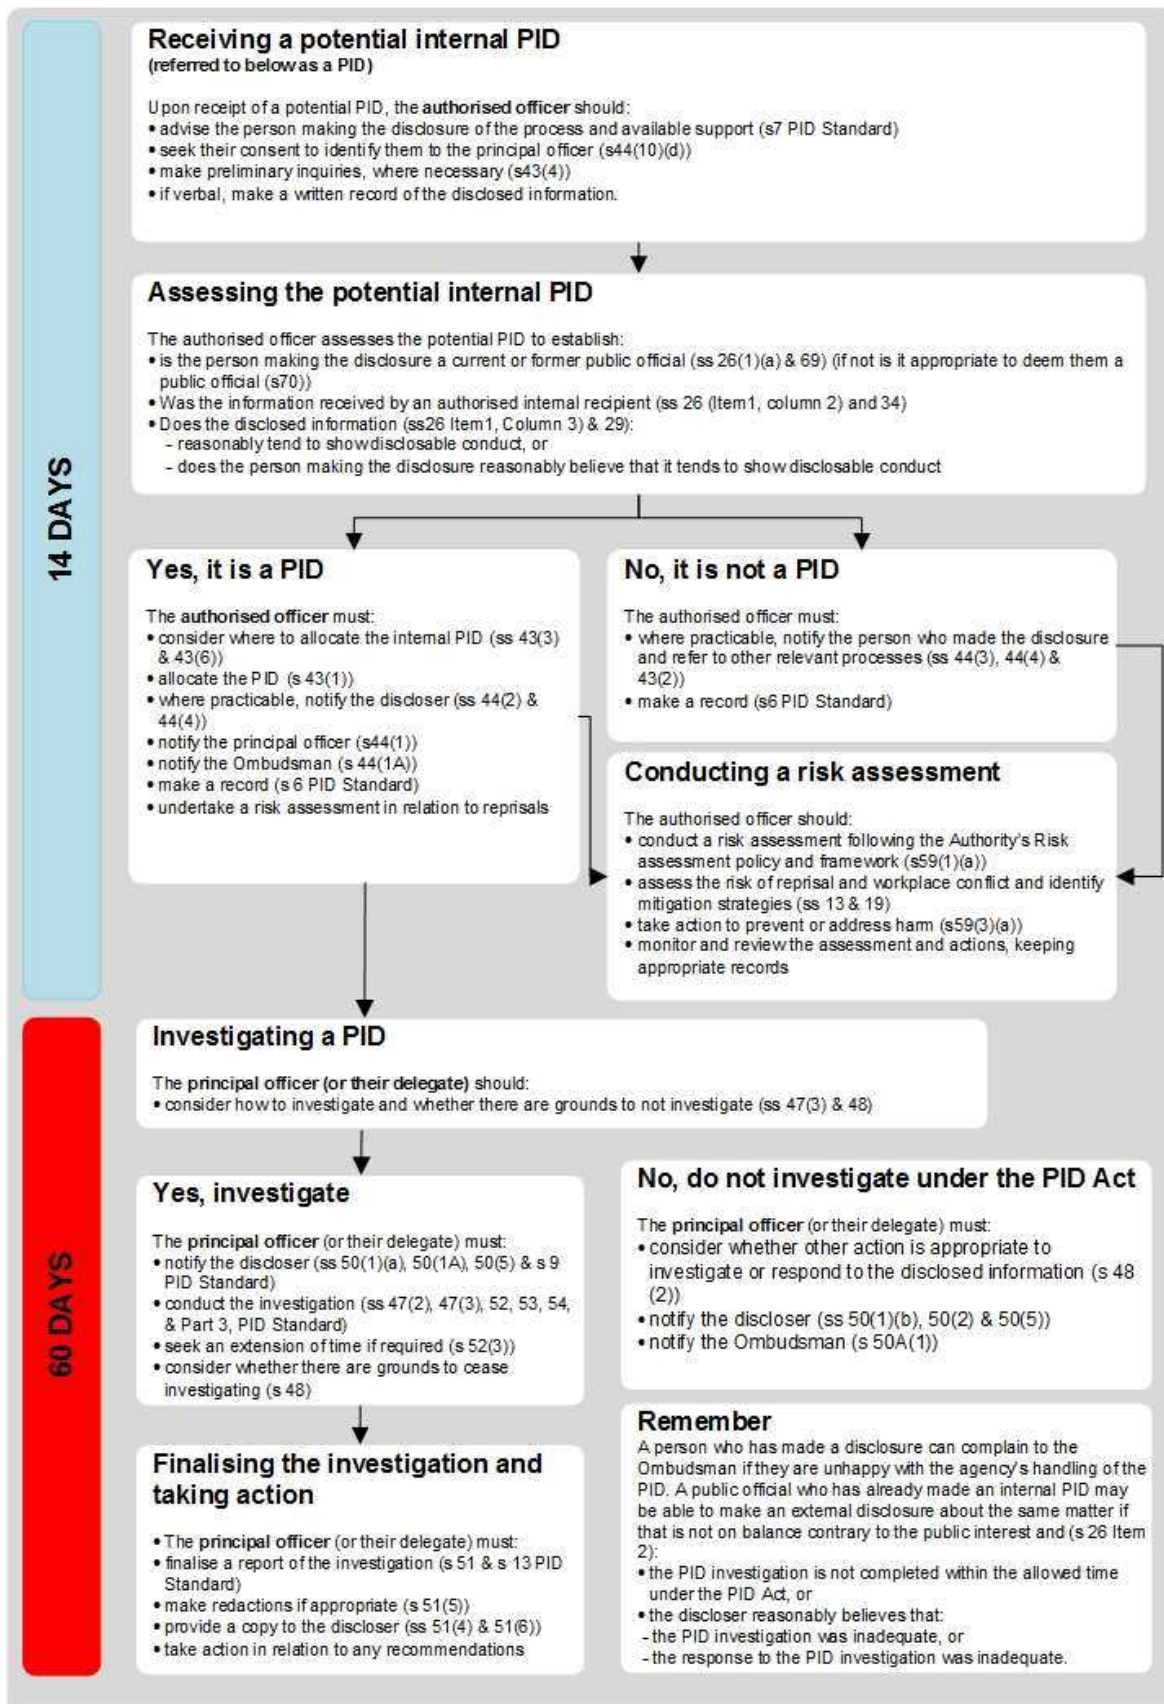 14 DAYS
Receiving a potential internal PID
(referred to below as a PID)
Upon receipt of a potential PID, the authorised officer should:
• advise the person making the disclosure of the process and available support (s7 PID Standard)
• seek their consent to identify them to the principal officer (s44(10)(d))
• make preliminary inquiries, where necessary (s43(4))
• if verbal, make a written record of the disclosed information.
Assessing the potential internal PID
The authorised officer assesses the potential PID to establish:
• is the person making the disclosure a current or former public official (ss 26(1)(a) & 69) (if not is it appropriate to deem them a
public official (s70))
• Was the information received by an authorised internal recipient (ss 26 (Item1, column 2) and 34)
• Does the disclosed information (ss26 Item1, Column 3) & 29):
- reasonably tend to show disclosable conduct, or
- does the person making the disclosure reasonably believe that it tends to show disclosable conduct
Yes, it is a PID
The authorised officer must:
• consider where to allocate the internal PID (ss 43(3)
& 43(6))
• allocate the PID (s 43(1))
• where practicable, notify the discloser (ss 44(2) &
44(4))
• notify the principal officer (s44(1))
• notify the Ombudsman (s 44(1A))
• make a record (s 6 PID Standard)
• undertake a risk assessment in relation to reprisals
No, it is not a PID
The authorised officer must:
• where practicable, notify the person who made the disclosure
and refer to other relevant processes (ss 44(3), 44(4) &
43(2))
• make a record (s6 PID Standard)
Conducting a risk assessment
The authorised officer should:
• conduct a risk assessment following the Authority's Risk
assessment policy and framework (s59(1)(a))
• assess the risk of reprisal and workplace conflict and identify
mitigation strategies (ss 13 & 19)
• take action to prevent or address harm (s59(3)(a))
• monitor and review the assessment and actions, keeping
appropriate records
60 DAYS
Investigating a PID
The principal officer (or their delegate) should:
• consider how to investigate and whether there are grounds to not investigate (ss 47(3) & 48)
Yes, investigate
The principal officer (or their delegate) must:
• notify the discloser (ss 50(1)(a), 50(1A), 50(5) & s 9
PID Standard)
• conduct the investigation (ss 47(2), 47(3), 52, 53, 54,
& Part 3, PID Standard)
• seek an extension of time if required (s 52(3))
• consider whether there are grounds to cease
investigating (s 48)
No, do not investigate under the PID Act
The principal officer (or their delegate) must:
• consider whether other action is appropriate to
investigate or respond to the disclosed information (s 48
(2))
• notify the discloser (ss 50(1)(b), 50(2) & 50(5))
• notify the Ombudsman (s 50A(1))
Finalising the investigation and
taking action
• The principal officer (or their delegate) must:
• finalise a report of the investigation (s 51 & s 13 PID
Standard)
• make redactions if appropriate (s 51(5))
• provide a copy to the discloser (ss 51(4) & 51(6))
• take action in relation to any recommendations
Remember
A person who has made a disclosure can complain to the
Ombudsman if they are unhappy with the agency's handling of the
PID. A public official who has already made an internal PID may
be able to make an external disclosure about the same matter if
that is not on balance contrary to the public interest and (s 26 Item
2):
• the PID investigation is not completed within the allowed time
under the PID Act, or
• the discloser reasonably believes that:
- the PID investigation was inadequate, or
- the response to the PID investigation was inadequate.